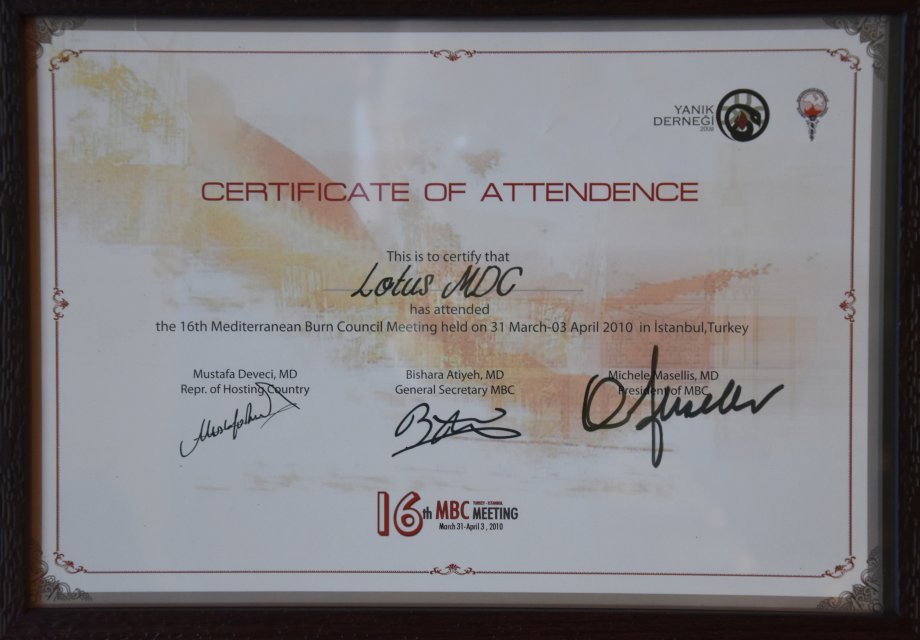 YANIK
DERNEĞİ
2009
CERTIFICATE OF ATTENDENCE
This is to certify that
Lotus MDC
has attended
the 16th Mediterranean Burn Council Meeting held on 31 March-03 April 2010 in İstanbul,Turkey
Mustafa Deveci, MD
Repr. of Hosting Country
Bishara Atiyeh, MD
General Secretary MBC
Michele Masellis, MD
President of MBC
16th MBC TURKEY - ISTANBUL MEETING
March 31-April 3, 2010